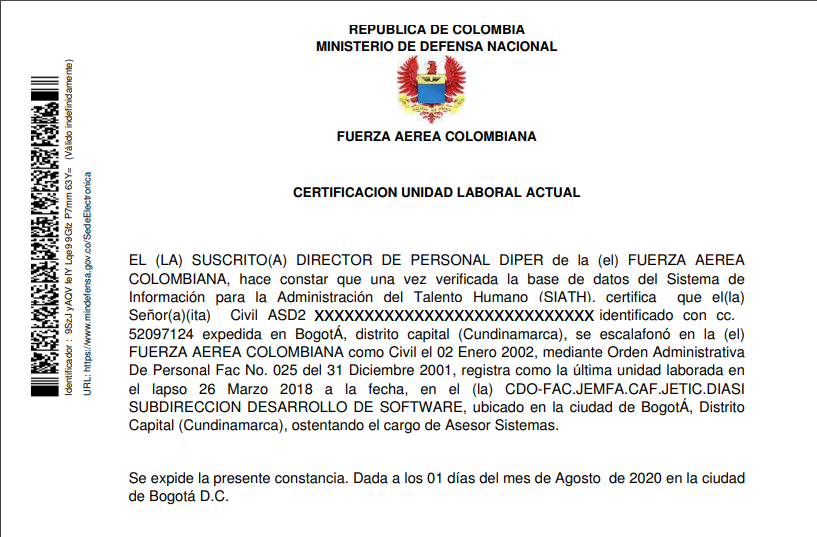 REPUBLICA DE COLOMBIA
MINISTERIO DE DEFENSA NACIONAL
FUERZA AEREA COLOMBIANA
CERTIFICACION UNIDAD LABORAL ACTUAL
EL (LA) SUSCRITO(A) DIRECTOR DE PERSONAL DIPER de la (el) FUERZA AEREA
COLOMBIANA, hace constar que una vez verificada la base de datos del Sistema de
Información para la Administración del Talento Humano (SIATH), certifica que el(la)
Señor(a)(ita) Civil ASD2 XXXXXXXXXXXXXXXXXXXXXXXXXXXX identificado con cc.
52097124 expedida en BogotÁ, distrito capital (Cundinamarca), se escalafonó en la (el)
FUERZA AEREA COLOMBIANA como Civil el 02 Enero 2002, mediante Orden Administrativa
De Personal Fac No. 025 del 31 Diciembre 2001, registra como la última unidad laborada en
el lapso 26 Marzo 2018 a la fecha, en el (la) CDO-FAC.JEMFA.CAF.JETIC.DIASI
SUBDIRECCION DESARROLLO DE SOFTWARE, ubicado en la ciudad de BogotÁ, Distrito
Capital (Cundinamarca), ostentando el cargo de Asesor Sistemas.
Se expide la presente constancia. Dada a los 01 días del mes de Agosto de 2020 en la ciudad
de Bogotá D.C.
Identificador : 9SzJ yAQV feIY Lqe9 9Gfz P7mm 63Y= (Válido indefinidamente)
URL: https://www.mindefensa.gov.co/SedeElectronica